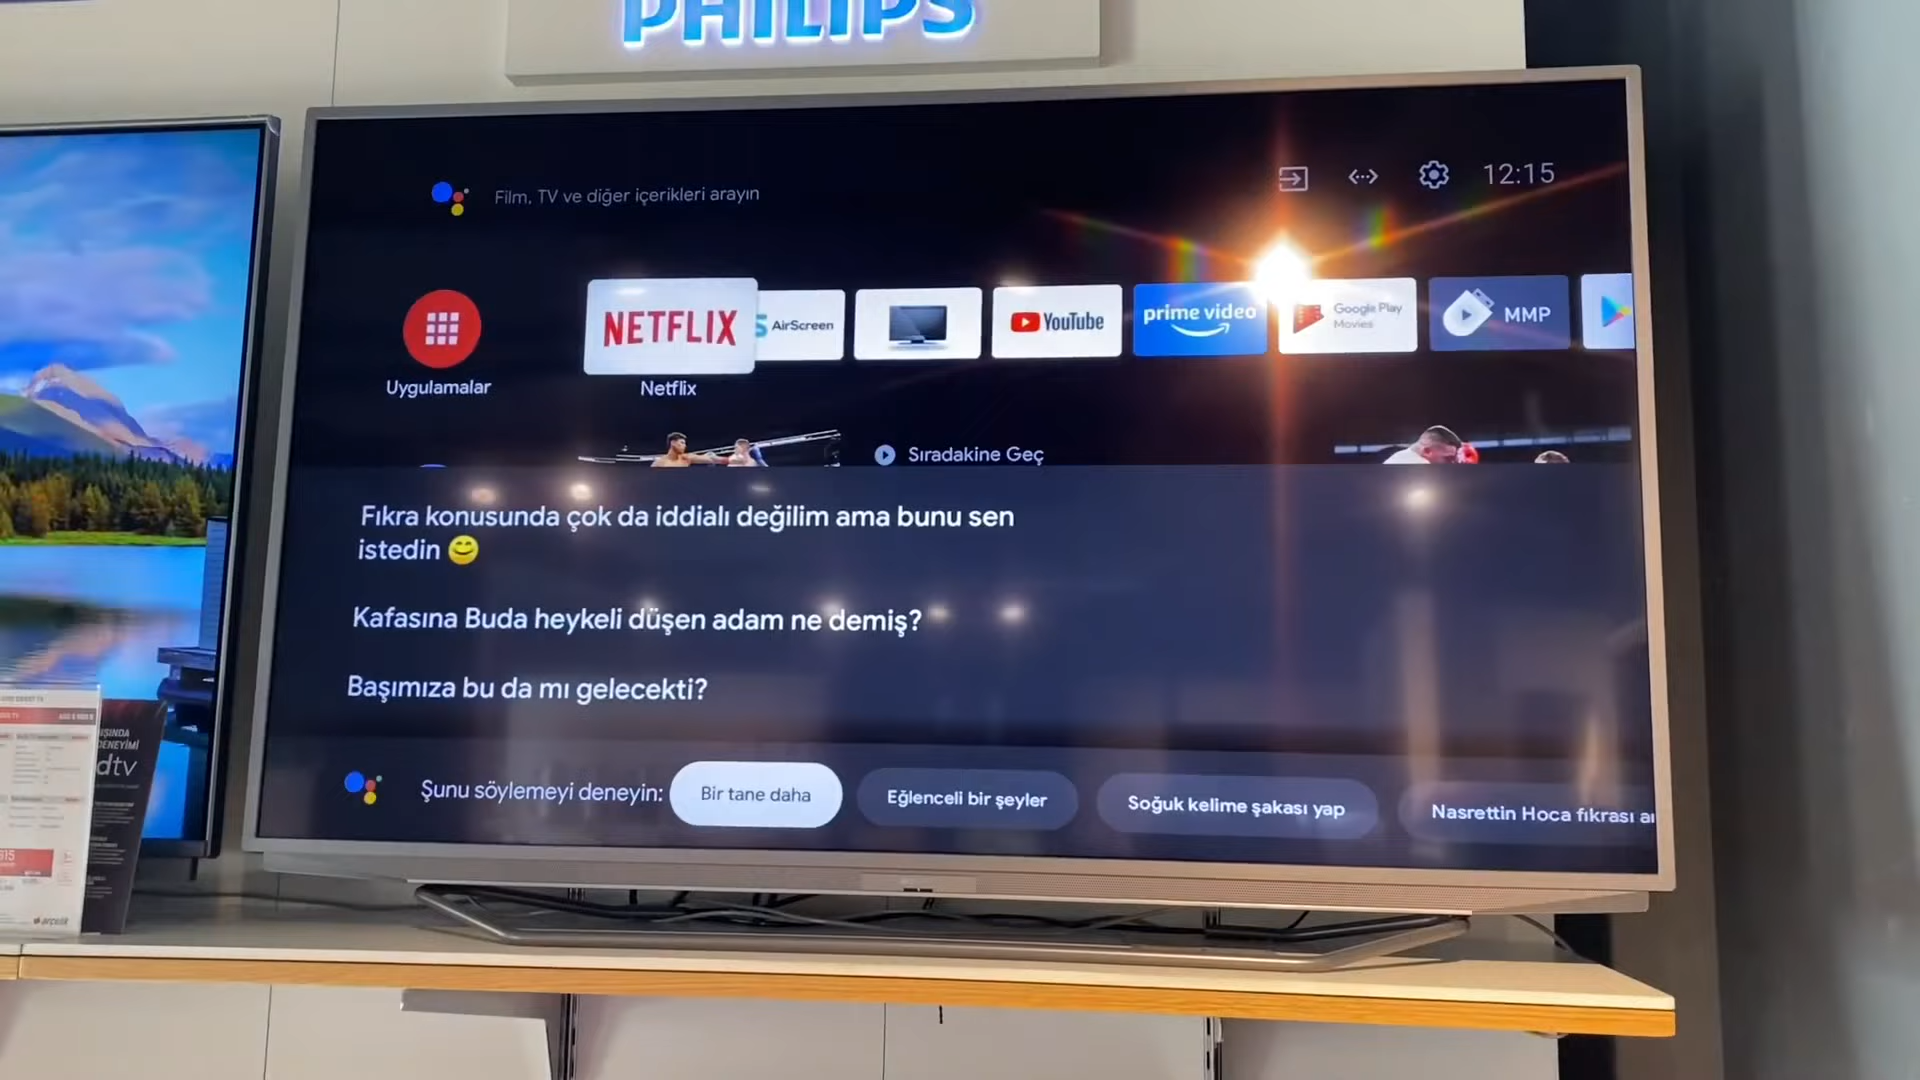 PHILIPS
Film, TV ve diğer içerikleri arayın
12:15
NETFLIX
AirScreen
YouTube
prime video
Google Play
Movies
MMP
Uygulamalar
Netflix
Sıradakine Geç
Fıkra konusunda çok da iddialı değilim ama bunu sen
istedin 😊
Kafasına Buda heykeli düşen adam ne demiş?
Başımıza bu da mı gelecekti?
Şunu söylemeyi deneyin:
Bir tane daha
Eğlenceli bir şeyler
Soğuk kelime şakası yap
Nasrettin Hoca fıkrası
dtv
arçelik